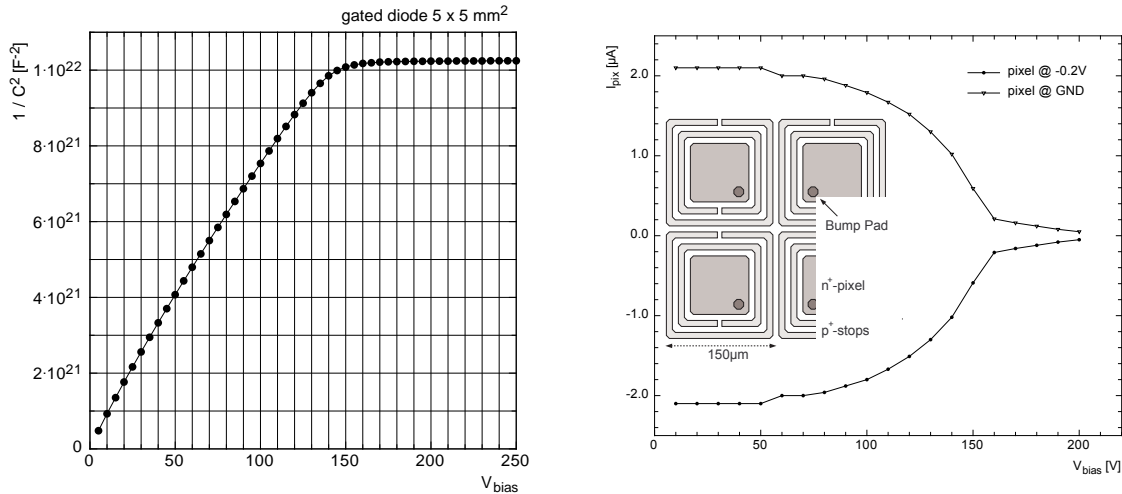 gated diode 5 x 5 mm²
1 / C² [F⁻²]
1·10²²
8·10²¹
6·10²¹
4·10²¹
2·10²¹
0
0 50 100 150 200 250
V_bias
I_pix [µA]
2.0
1.0
0.0
-1.0
-2.0
pixel @ -0.2V
pixel @ GND
Bump Pad
n⁺-pixel
p⁺-stops
150µm
0 50 100 150 200
V_bias [V]